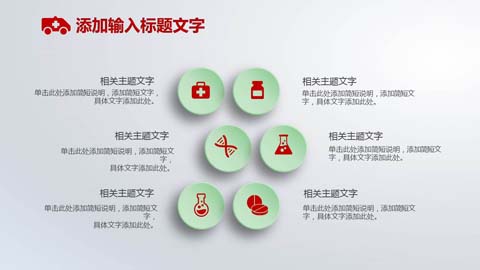 添加输入标题文字
相关主题文字
单击此处添加简短说明，添加简短文字，
具体文字添加此处。
相关主题文字
单击此处添加简短说明，添加简短文
字，具体文字添加此处。
相关主题文字
单击此处添加简短说明，添加简短文
字，
具体文字添加此处。
相关主题文字
单击此处添加简短说明，添加简短文
字，具体文字添加此处。
相关主题文字
单击此处添加简短说明，添加简短文
字，
具体文字添加此处。
相关主题文字
单击此处添加简短说明，添加简短文
字，具体文字添加此处。